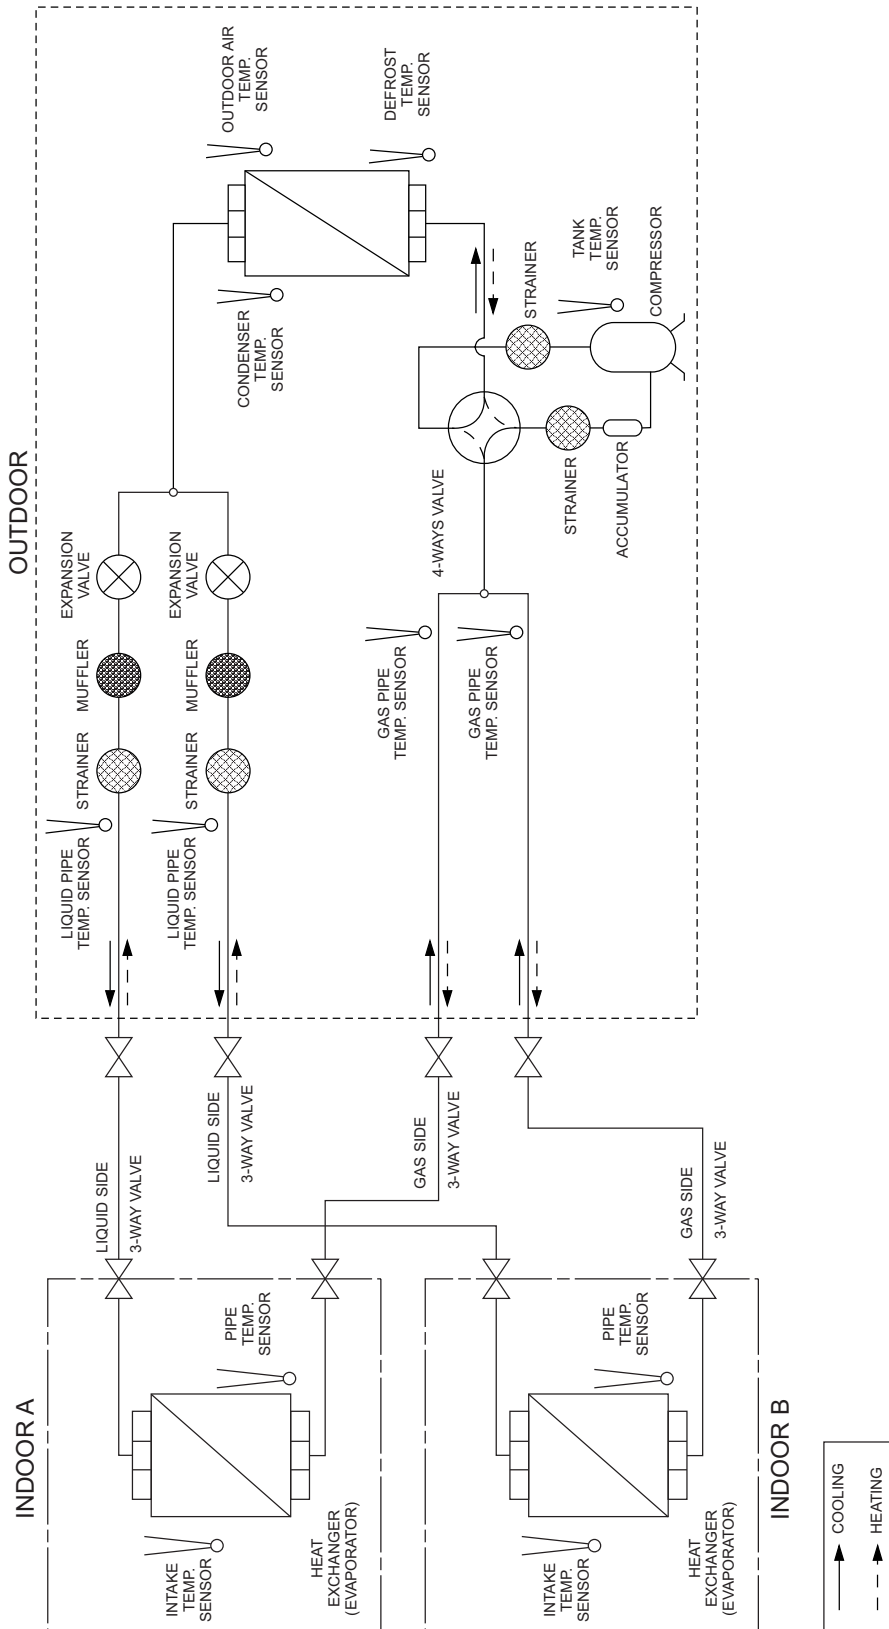 OUTDOOR
OUTDOOR AIR
TEMP.
SENSOR
DEFROST
TEMP.
SENSOR
CONDENSER
TEMP.
SENSOR
STRAINER
TANK
TEMP.
SENSOR
COMPRESSOR
4-WAYS VALVE
STRAINER
ACCUMULATOR
EXPANSION
VALVE
EXPANSION
VALVE
MUFFLER
MUFFLER
STRAINER
STRAINER
LIQUID PIPE
TEMP. SENSOR
LIQUID PIPE
TEMP. SENSOR
GAS PIPE
TEMP. SENSOR
GAS PIPE
TEMP. SENSOR
LIQUID SIDE
3-WAY VALVE
LIQUID SIDE
3-WAY VALVE
GAS SIDE
3-WAY VALVE
GAS SIDE
3-WAY VALVE
INDOOR A
PIPE
TEMP.
SENSOR
INTAKE
TEMP.
SENSOR
HEAT
EXCHANGER
(EVAPORATOR)
INDOOR B
PIPE
TEMP.
SENSOR
INTAKE
TEMP.
SENSOR
HEAT
EXCHANGER
(EVAPORATOR)
COOLING
HEATING